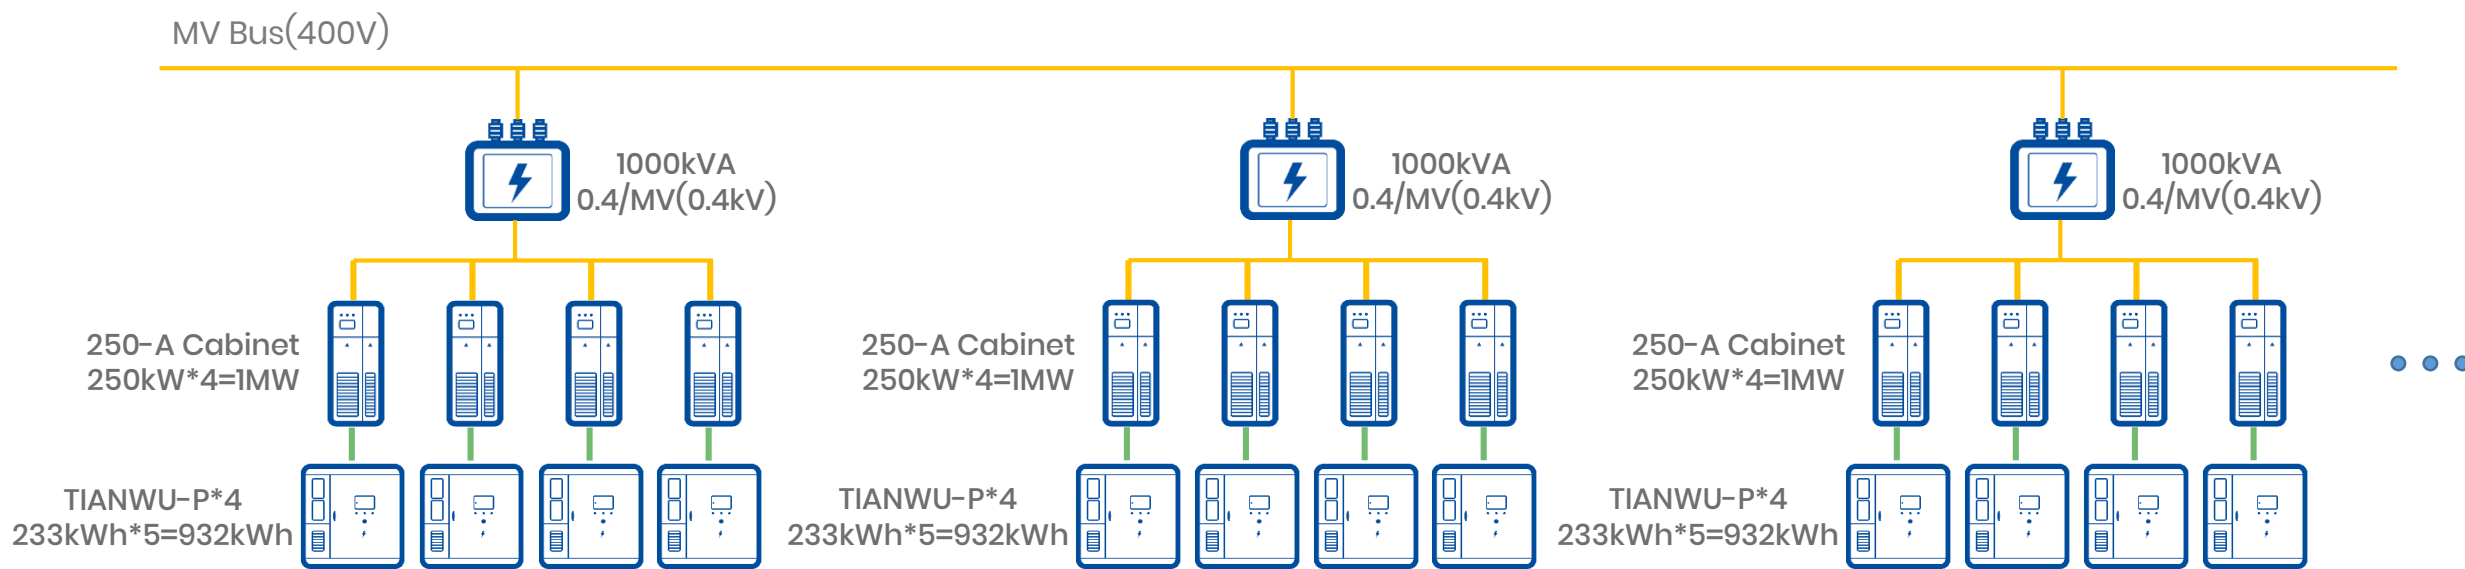 MV Bus(400V)
1000kVA
0.4/MV(0.4kV)
1000kVA
0.4/MV(0.4kV)
1000kVA
0.4/MV(0.4kV)
250-A Cabinet
250kW*4=1MW
250-A Cabinet
250kW*4=1MW
250-A Cabinet
250kW*4=1MW
TIANWU-P*4
233kWh*5=932kWh
TIANWU-P*4
233kWh*5=932kWh
TIANWU-P*4
233kWh*5=932kWh